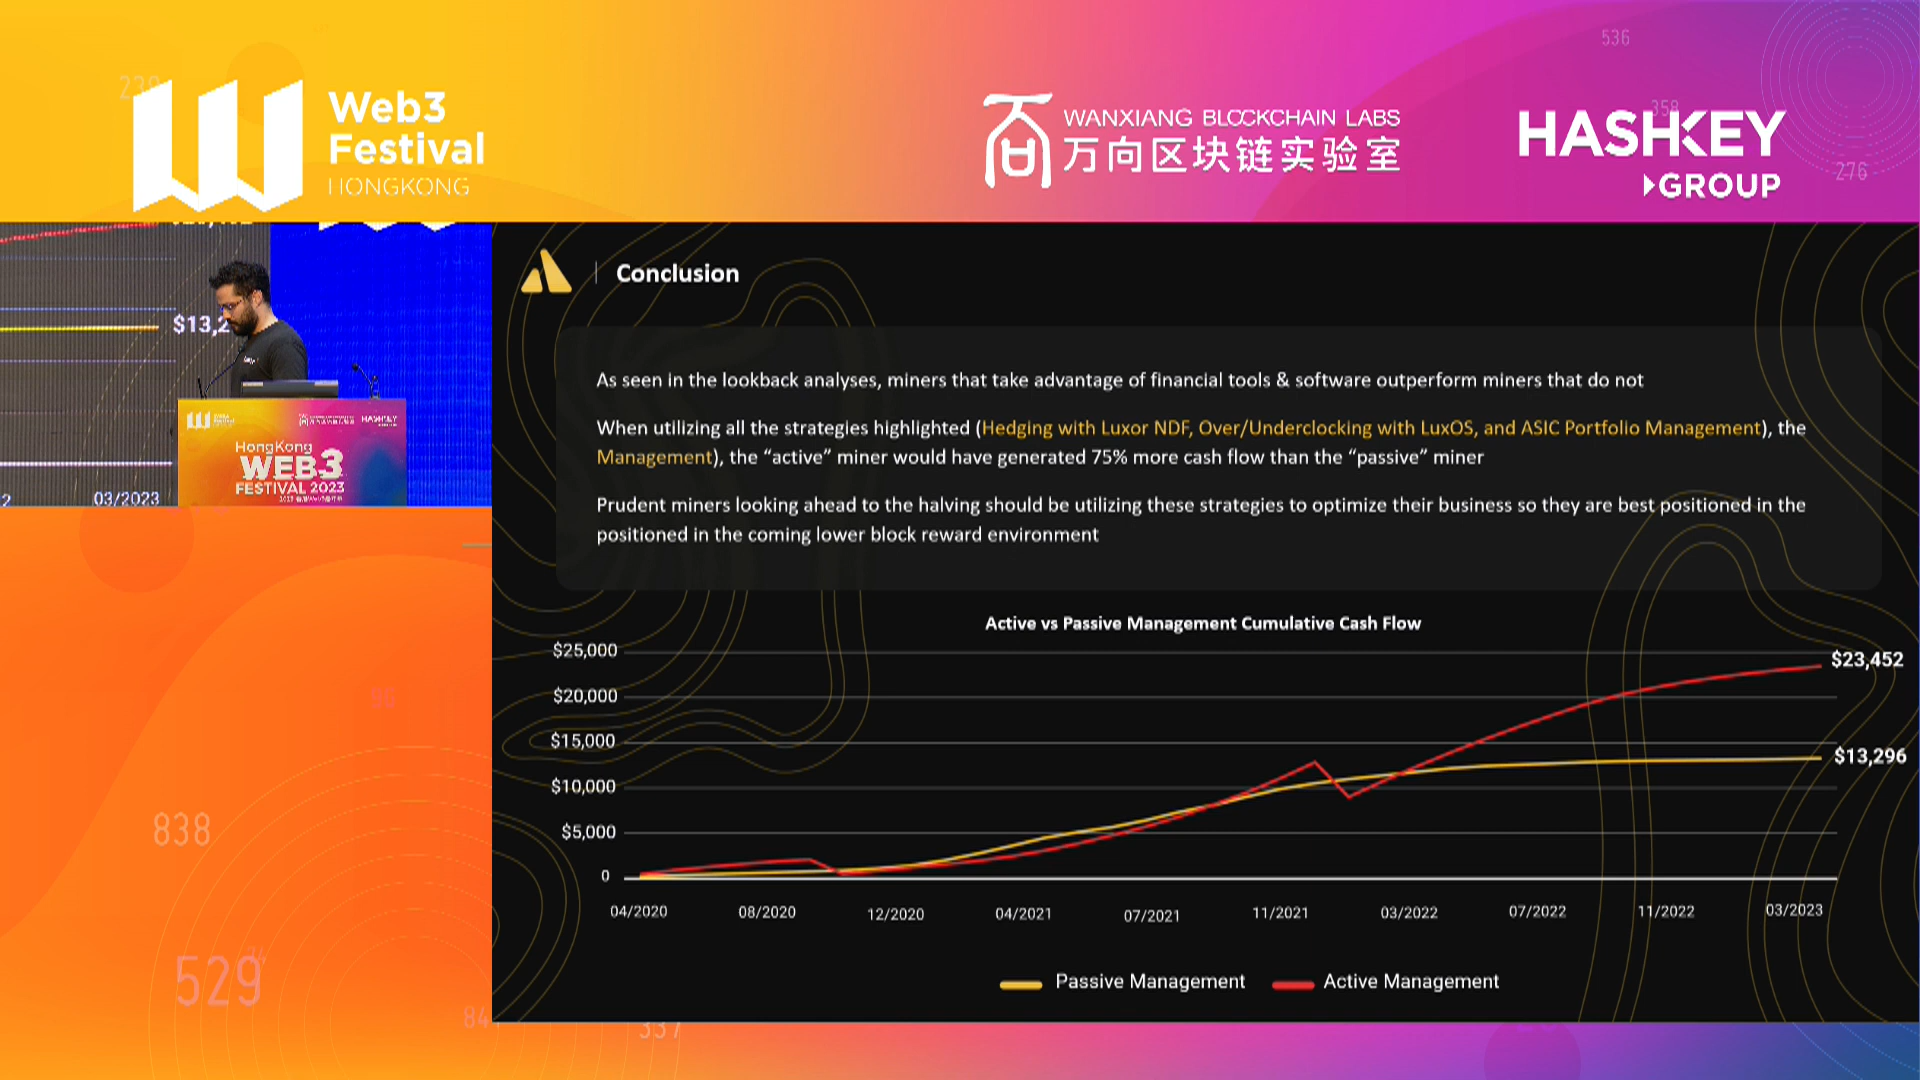 Web3
Festival
HONGKONG
WANXIANG BLOCKCHAIN LABS
万向区块链实验室
HASHKEY
GROUP
536
358
276
230
$13,2
03/2023
HASHKEY
HongKong
WEB3
FESTIVAL 2023
Conclusion
As seen in the lookback analyses, miners that take advantage of financial tools & software outperform miners that do not
When utilizing all the strategies highlighted (Hedging with Luxor NDF, Over/Underclocking with LuxOS, and ASIC Portfolio Management), the
Management), the “active” miner would have generated 75% more cash flow than the “passive” miner
Prudent miners looking ahead to the halving should be utilizing these strategies to optimize their business so they are best positioned in the
positioned in the coming lower block reward environment
Active vs Passive Management Cumulative Cash Flow
$25,000
$20,000
$15,000
$10,000
$5,000
0
$23,452
$13,296
04/2020 08/2020 12/2020 04/2021 07/2021 11/2021 03/2022 07/2022 11/2022 03/2023
Passive Management Active Management
96
838
529
84
337